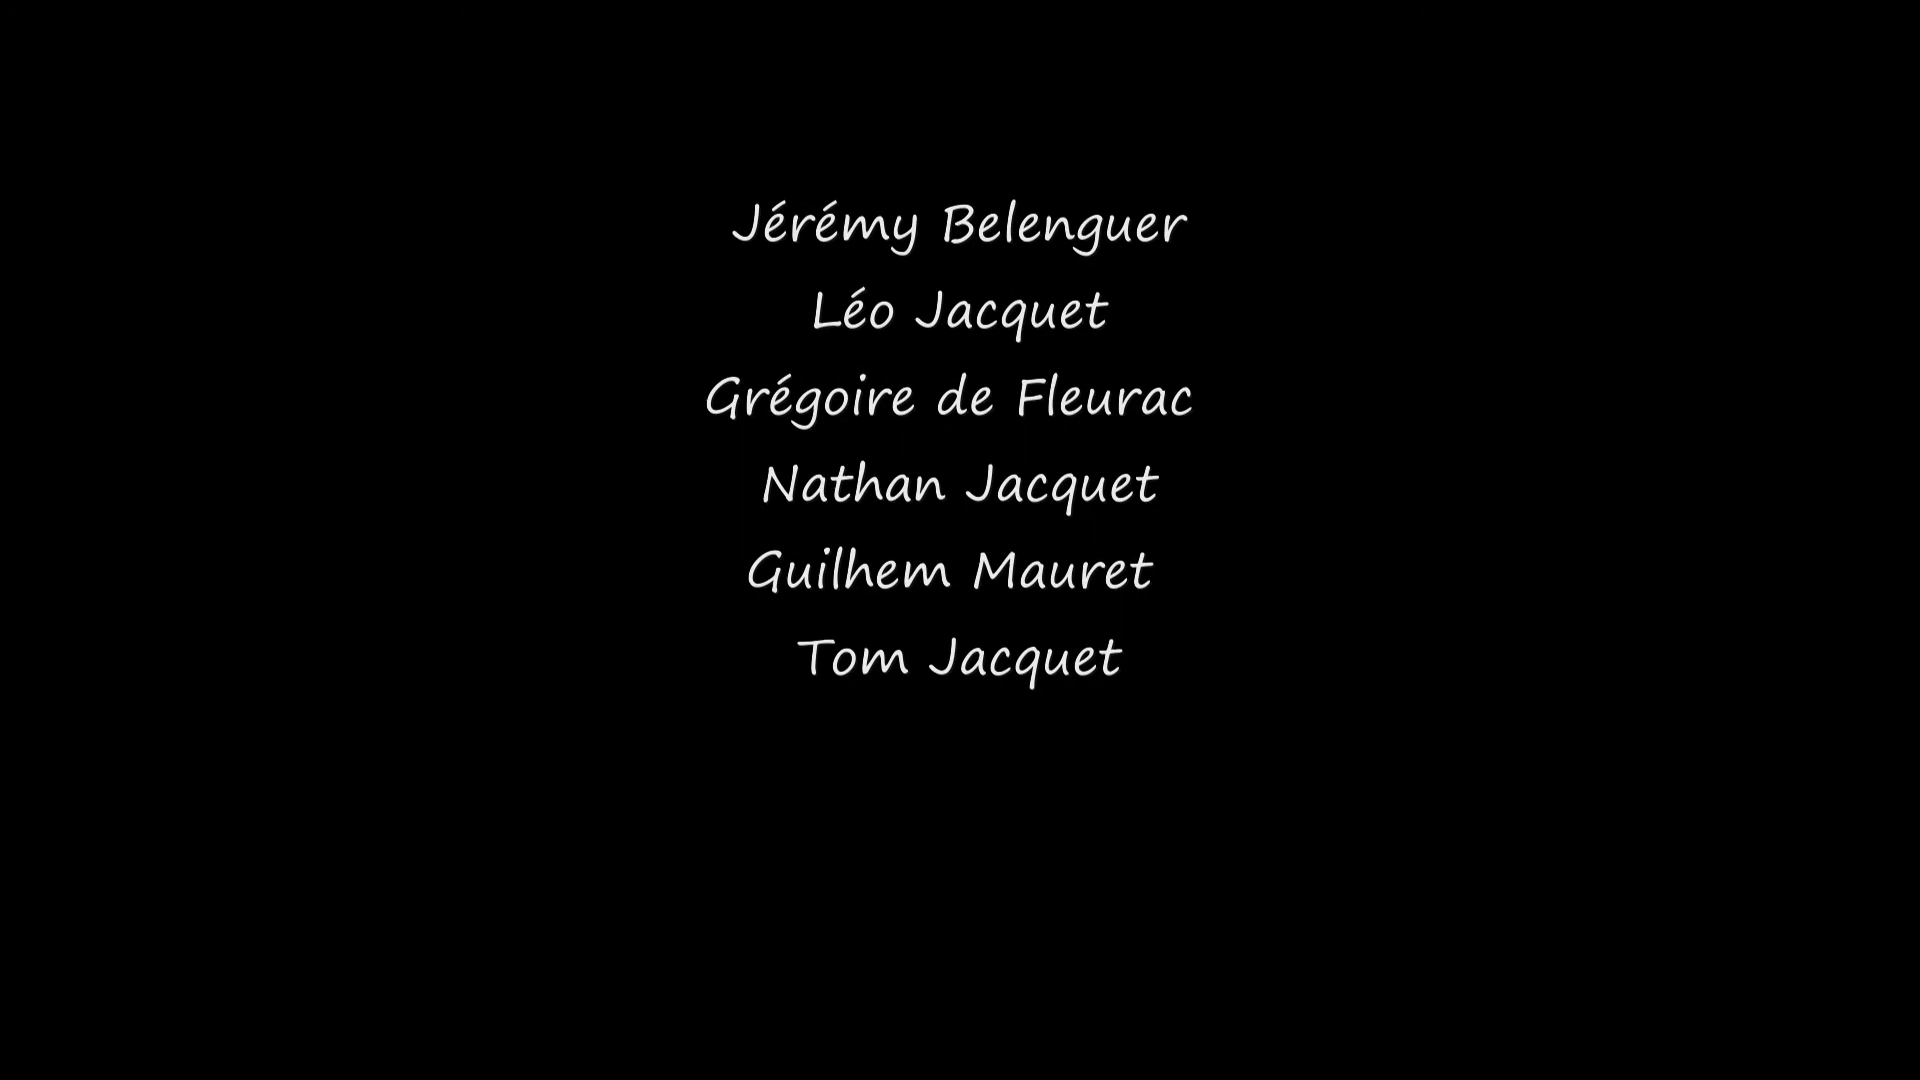 Jérémy Belenguer
Léo Jacquet
Grégoire de Fleurac
Nathan Jacquet
Guilhem Mauret
Tom Jacquet